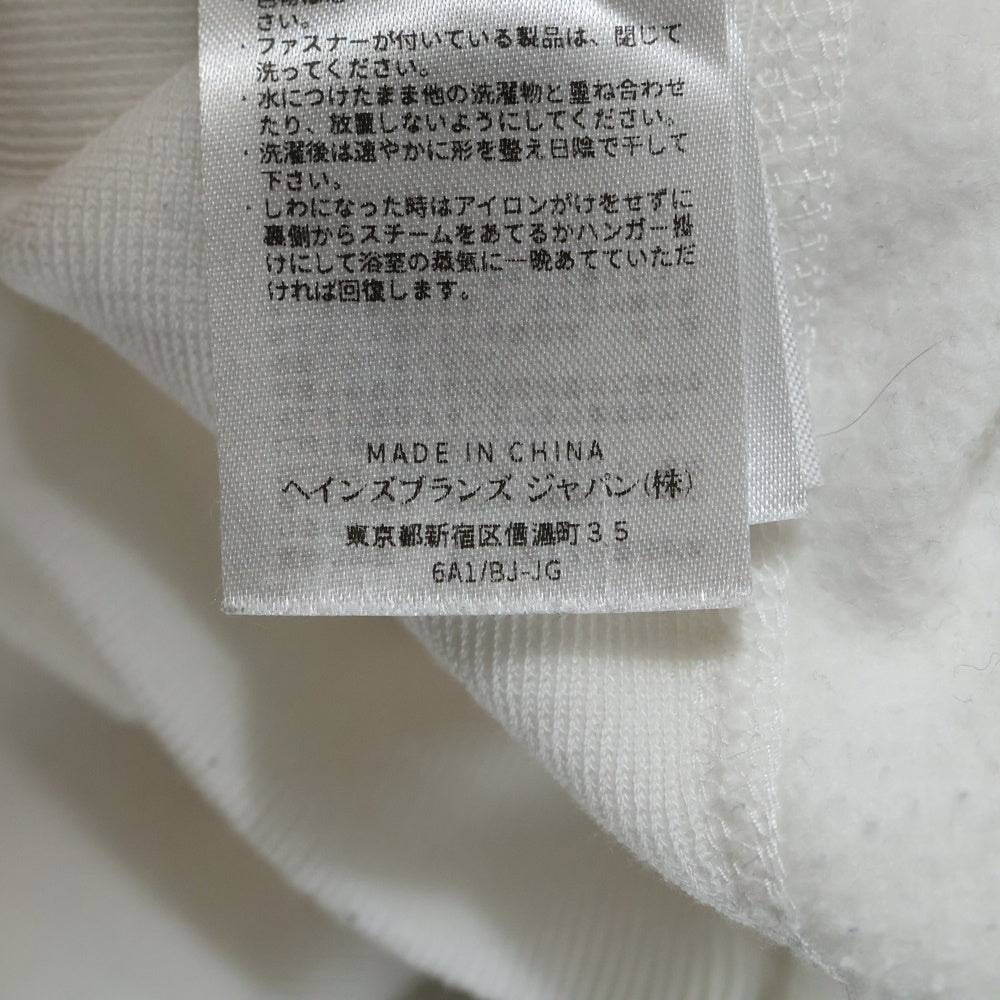 さい。
・ファスナーが付いている製品は、閉じて
洗ってください。
・水につけたまま他の洗濯物と重ね合わせ
たり、放置しないようにしてください。
・洗濯後は速やかに形を整え日陰で干して
下さい。
・しわになった時はアイロンがけをせずに
裏側からスチームをあてるかハンガー掛
けにして浴室の蒸気に一晩あてていただ
ければ回復します。
MADE IN CHINA
ヘインズブランズ ジャパン(株)
東京都新宿区信濃町35
6A1/BJ-JG